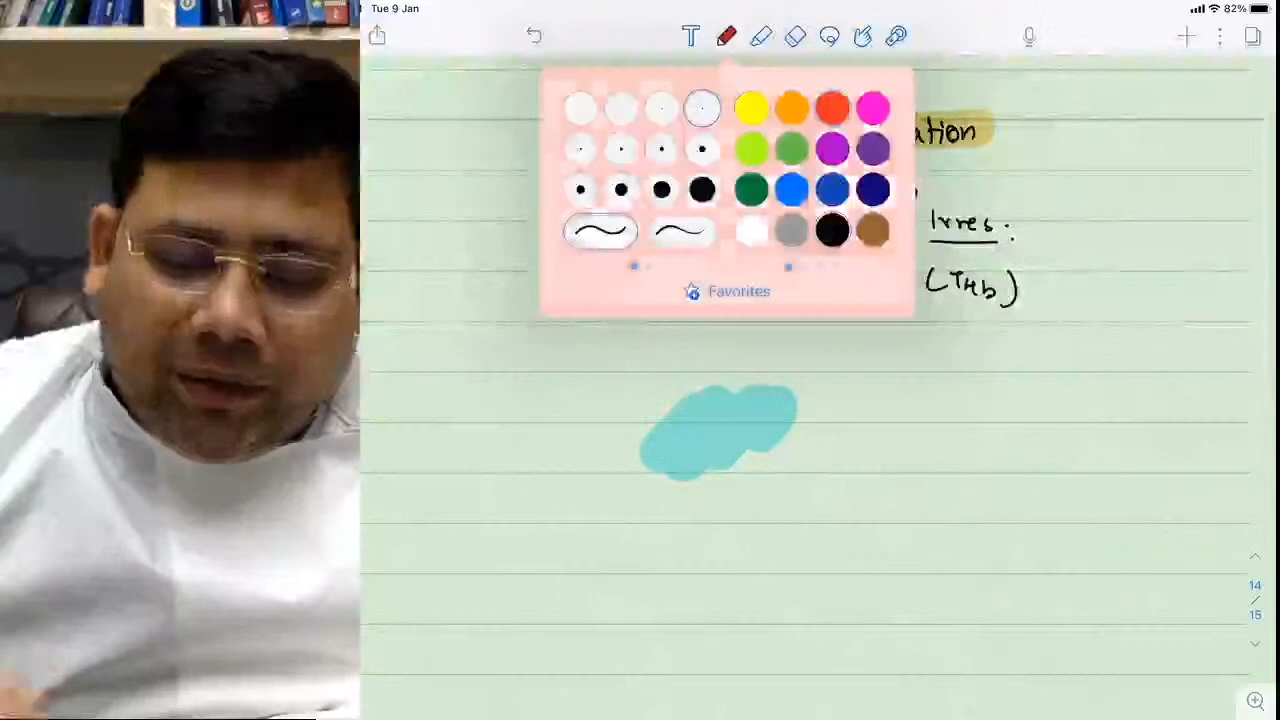 Tue 9 Jan
82%
T
ation
Irres:
(THb)
Favorites
14
/
15